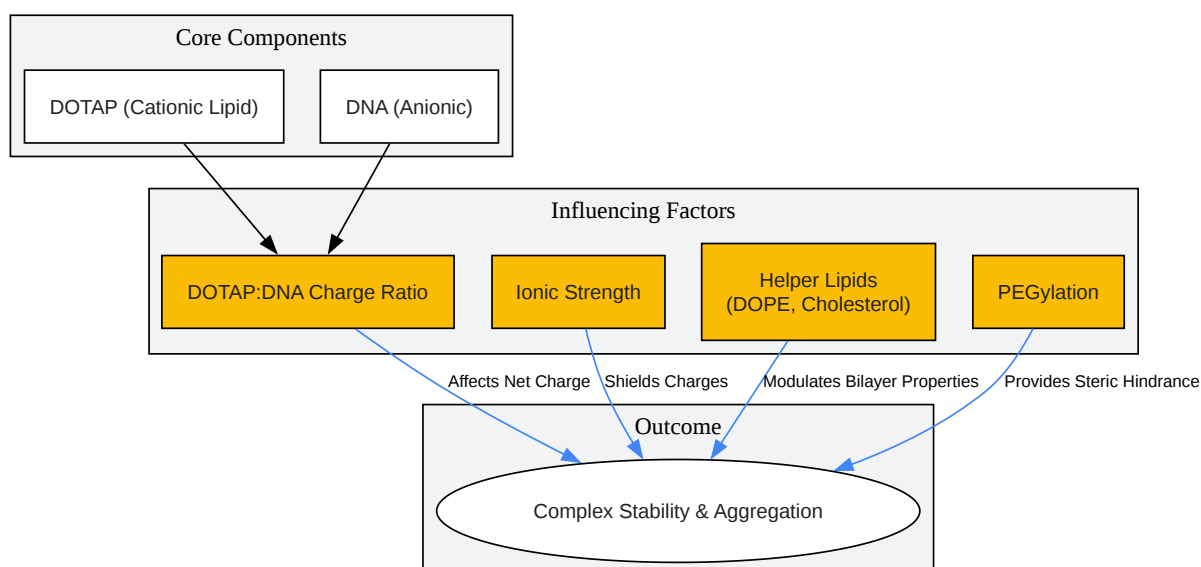 Core Components
DOTAP (Cationic Lipid)
DNA (Anionic)
Influencing Factors
DOTAP:DNA Charge Ratio
Ionic Strength
Helper Lipids
(DOPE, Cholesterol)
PEGylation
Affects Net Charge
Shields Charges
Modulates Bilayer Properties
Provides Steric Hindrance
Outcome
Complex Stability & Aggregation